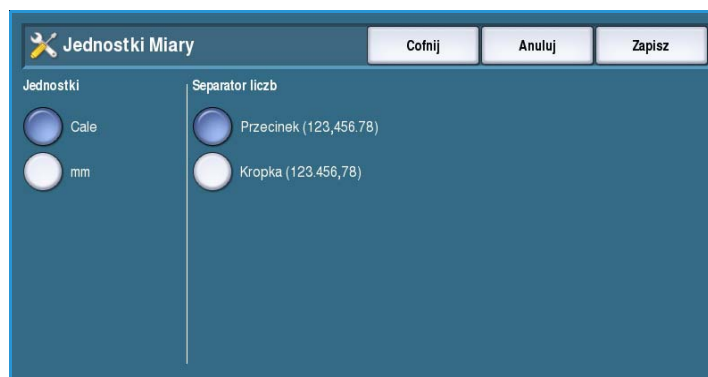 Jednostki Miary
Cofnij
Anuluj
Zapisz
Jednostki
Separator liczb
Cale
Przecinek (123,456.78)
mm
Kropka (123.456,78)